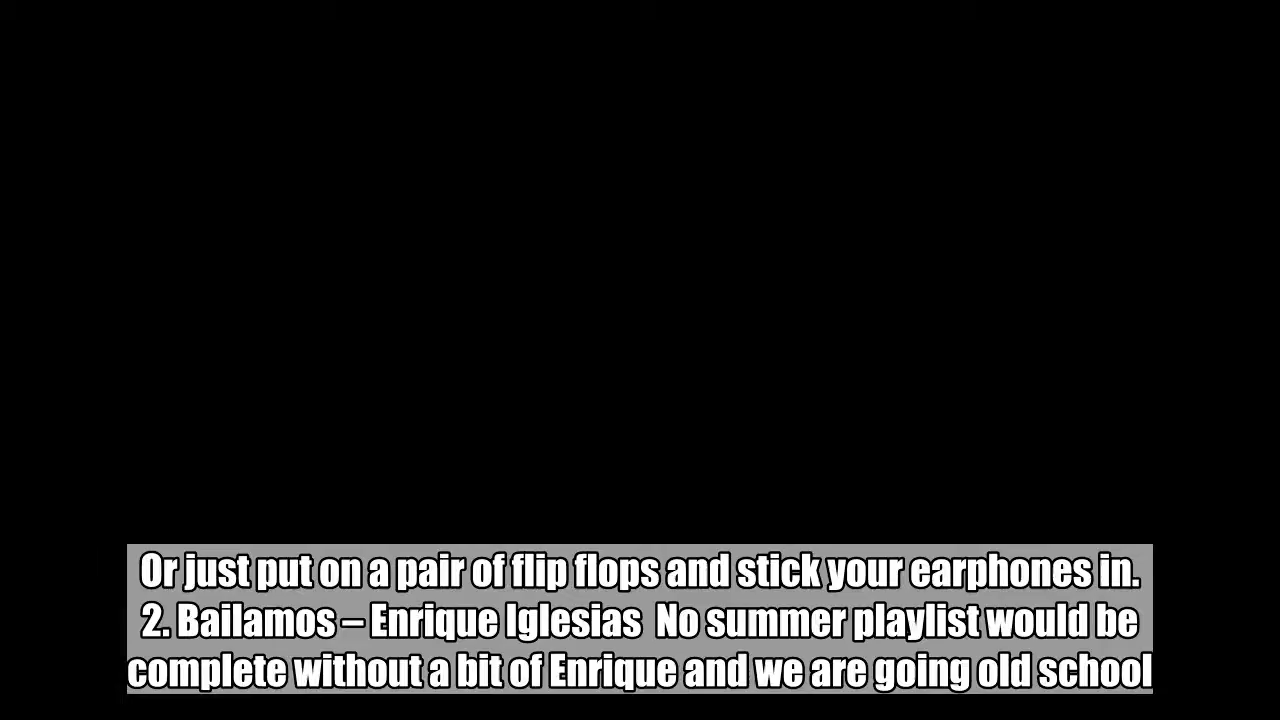 Or just put on a pair of flip flops and stick your earphones in.
2. Bailamos – Enrique Iglesias  No summer playlist would be
complete without a bit of Enrique and we are going old school